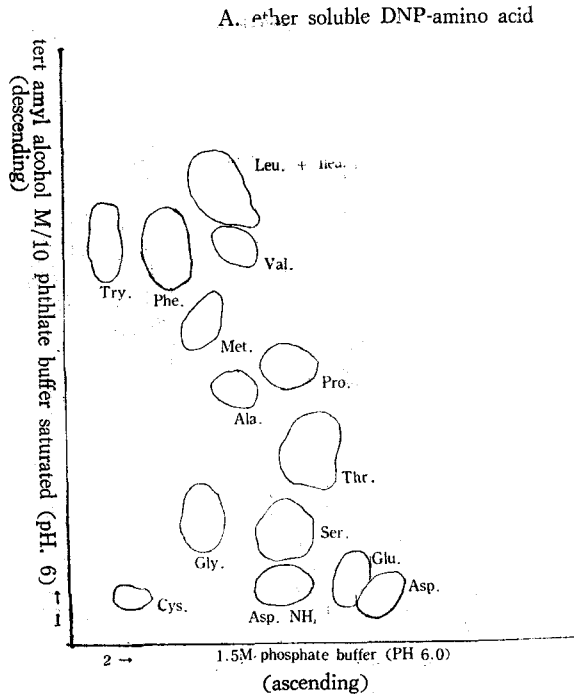 A. ether soluble DNP-amino acid
tert amyl alcohol M/10 phthlate buffer saturated (pH. 6)
(descending)
Leu. +
Val.
Try.
Phe.
Met.
Pro.
Ala.
Thr.
Gly.
Ser.
Glu.
Asp.
Cys.
Asp. NH,
1 →
2 →
1.5M phosphate buffer (PH 6.0)
(ascending)